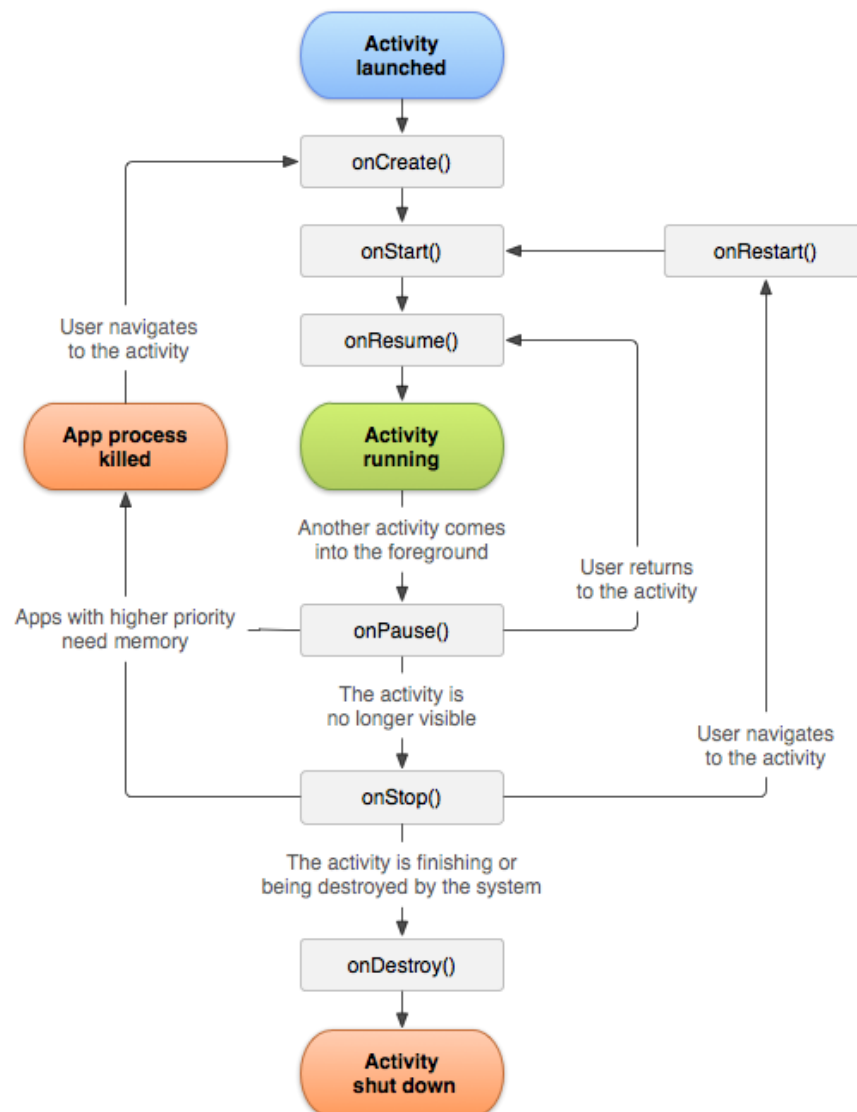 Activity
launched
onCreate()
onStart()
onRestart()
onResume()
User navigates
to the activity
App process
killed
Activity
running
Another activity comes
into the foreground
User returns
to the activity
Apps with higher priority
need memory
onPause()
The activity is
no longer visible
User navigates
to the activity
onStop()
The activity is finishing or
being destroyed by the system
onDestroy()
Activity
shut down